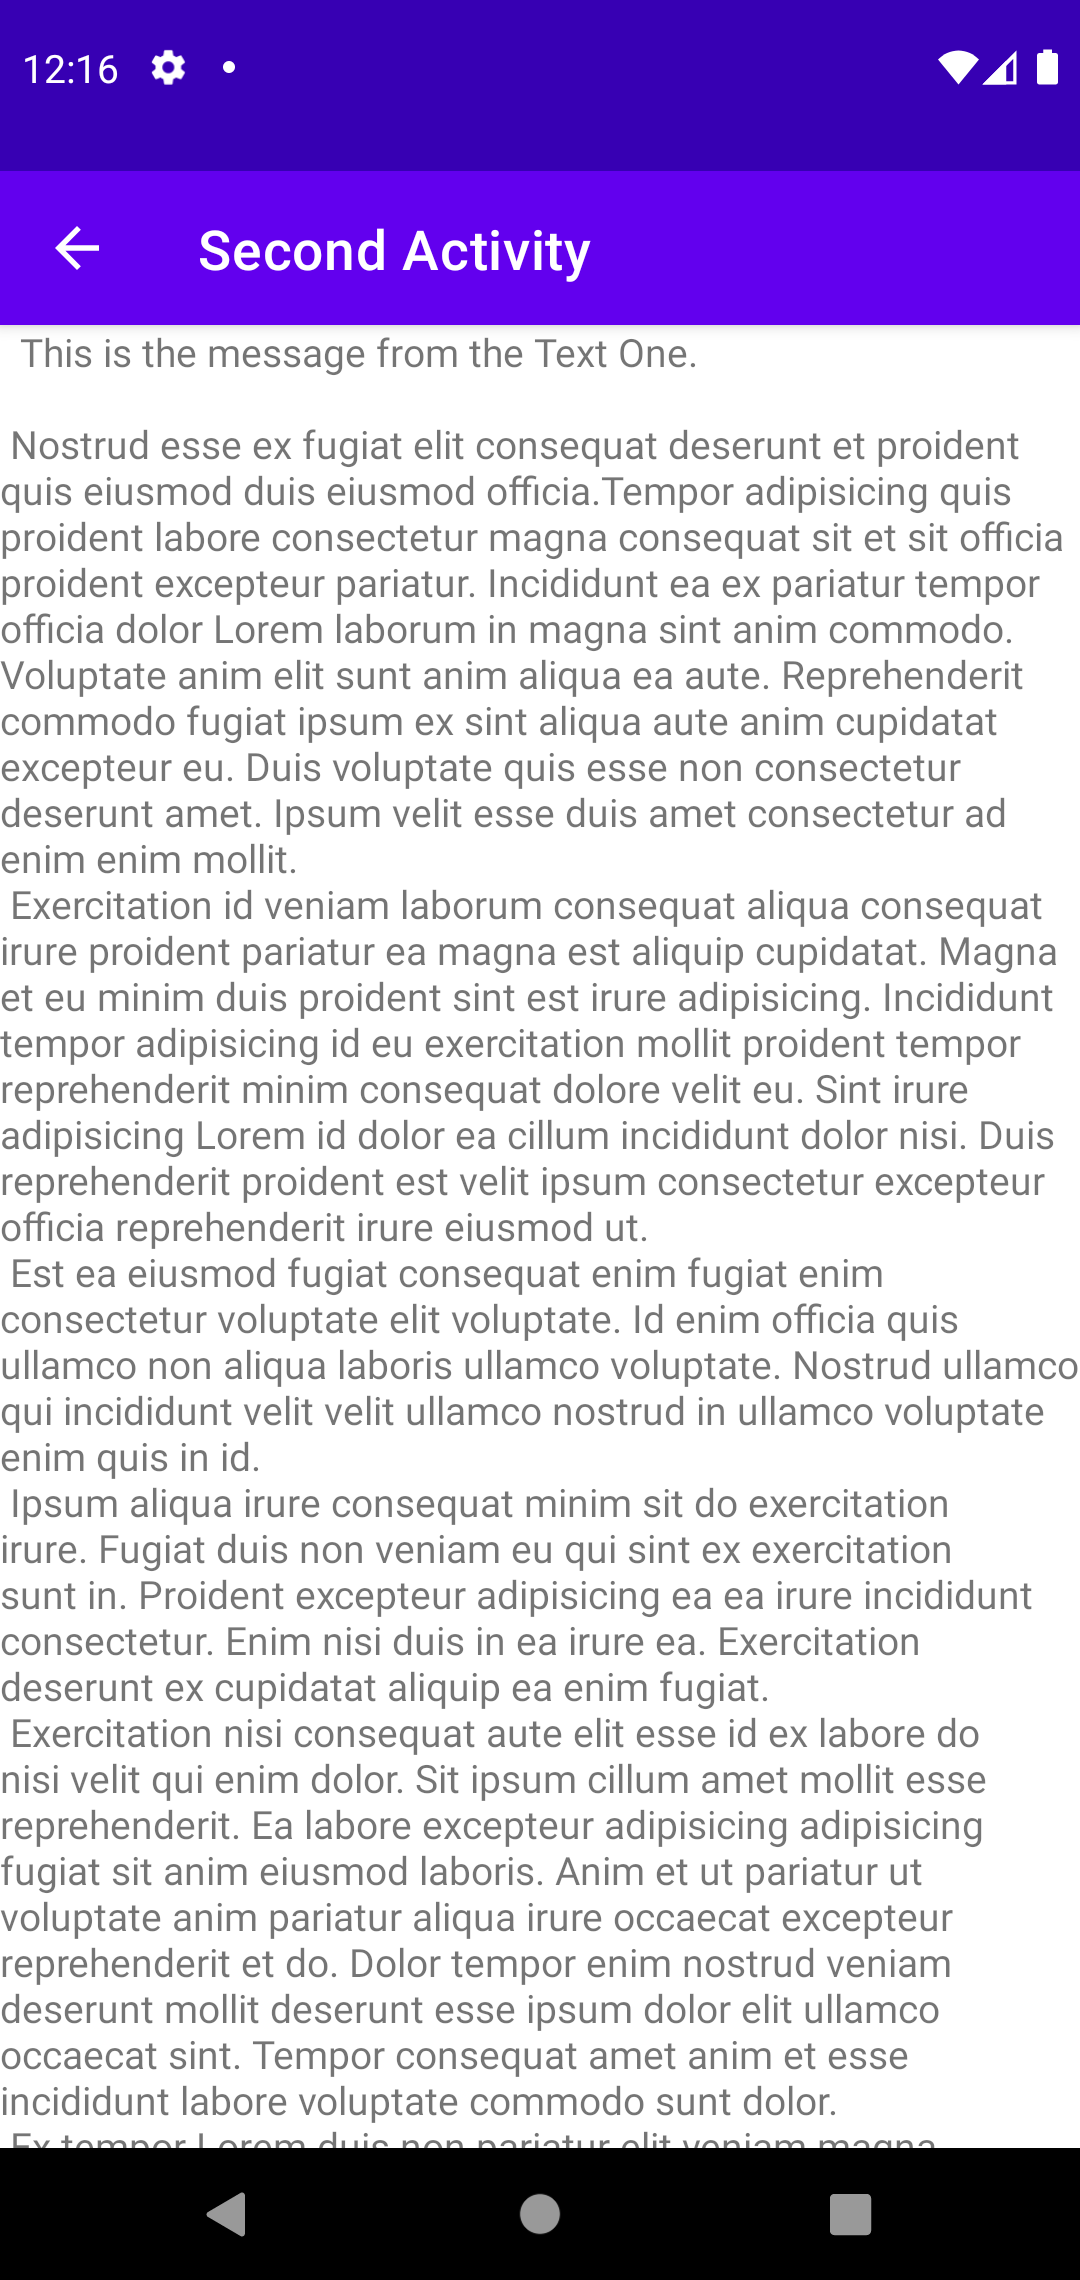 12:16
Second Activity
This is the message from the Text One.
Nostrud esse ex fugiat elit consequat deserunt et proident
quis eiusmod duis eiusmod officia.Tempor adipisicing quis
proident labore consectetur magna consequat sit et sit officia
proident excepteur pariatur. Incididunt ea ex pariatur tempor
officia dolor Lorem laborum in magna sint anim commodo.
Voluptate anim elit sunt anim aliqua ea aute. Reprehenderit
commodo fugiat ipsum ex sint aliqua aute anim cupidatat
excepteur eu. Duis voluptate quis esse non consectetur
deserunt amet. Ipsum velit esse duis amet consectetur ad
enim enim mollit.
Exercitation id veniam laborum consequat aliqua consequat
irure proident pariatur ea magna est aliquip cupidatat. Magna
et eu minim duis proident sint est irure adipisicing. Incididunt
tempor adipisicing id eu exercitation mollit proident tempor
reprehenderit minim consequat dolore velit eu. Sint irure
adipisicing Lorem id dolor ea cillum incididunt dolor nisi. Duis
reprehenderit proident est velit ipsum consectetur excepteur
officia reprehenderit irure eiusmod ut.
Est ea eiusmod fugiat consequat enim fugiat enim
consectetur voluptate elit voluptate. Id enim officia quis
ullamco non aliqua laboris ullamco voluptate. Nostrud ullamco
qui incididunt velit velit ullamco nostrud in ullamco voluptate
enim quis in id.
Ipsum aliqua irure consequat minim sit do exercitation
irure. Fugiat duis non veniam eu qui sint ex exercitation
sunt in. Proident excepteur adipisicing ea ea irure incididunt
consectetur. Enim nisi duis in ea irure ea. Exercitation
deserunt ex cupidatat aliquip ea enim fugiat.
Exercitation nisi consequat aute elit esse id ex labore do
nisi velit qui enim dolor. Sit ipsum cillum amet mollit esse
reprehenderit. Ea labore excepteur adipisicing adipisicing
fugiat sit anim eiusmod laboris. Anim et ut pariatur ut
voluptate anim pariatur aliqua irure occaecat excepteur
reprehenderit et do. Dolor tempor enim nostrud veniam
deserunt mollit deserunt esse ipsum dolor elit ullamco
occaecat sint. Tempor consequat amet anim et esse
incididunt labore voluptate commodo sunt dolor.
Ex tempor Lorem duis non pariatur elit veniam magna